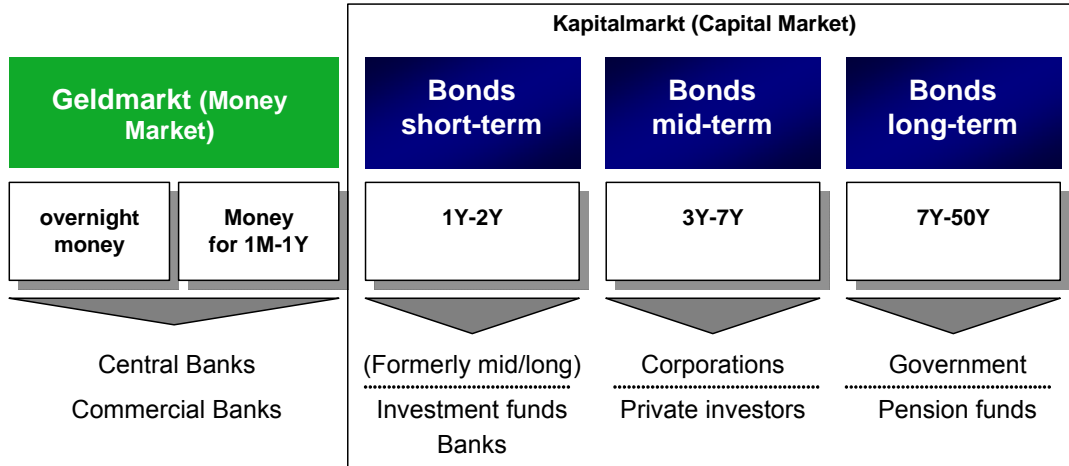 Kapitalmarkt (Capital Market)
Geldmarkt (Money
Market)
Bonds
short-term
Bonds
mid-term
Bonds
long-term
overnight
money
Money
for 1M-1Y
1Y-2Y
3Y-7Y
7Y-50Y
Central Banks
Commercial Banks
(Formerly mid/long)
Investment funds
Banks
Corporations
Private investors
Government
Pension funds